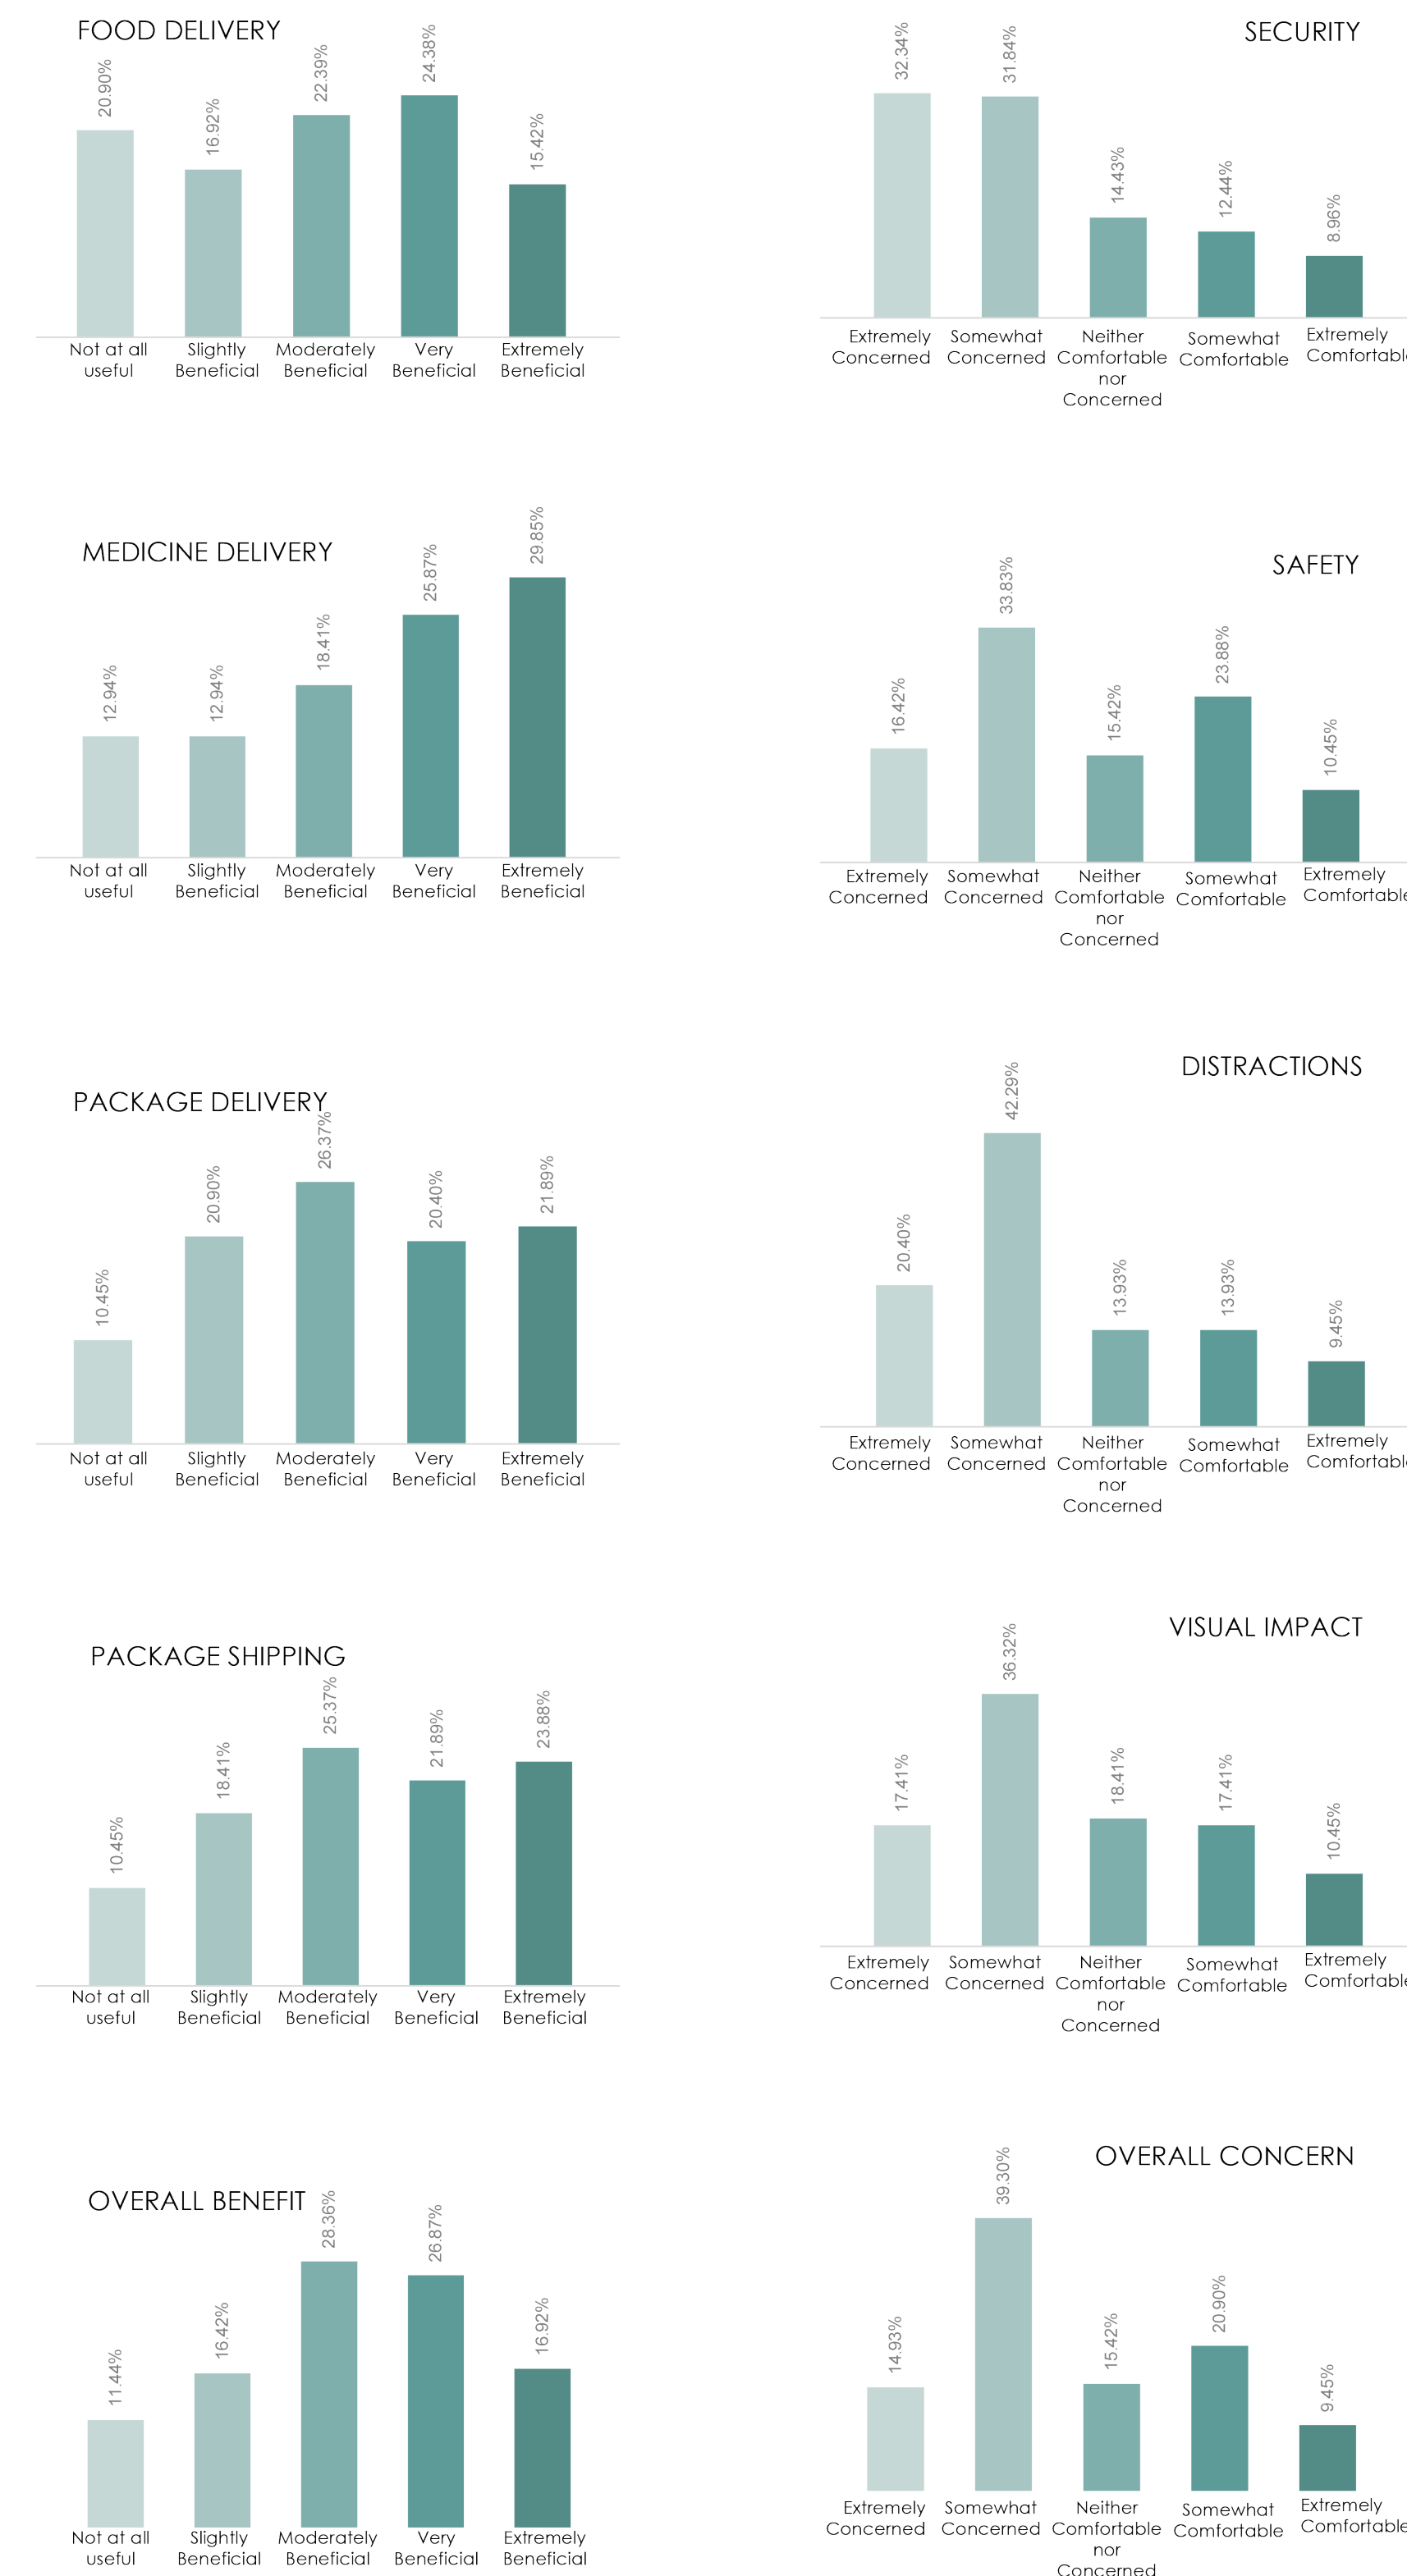 FOOD DELIVERY
20.90%
16.92%
22.39%
24.38%
15.42%
Not at all
useful
Slightly
Beneficial
Moderately
Beneficial
Very
Beneficial
Extremely
Beneficial
SECURITY
32.34%
31.84%
14.43%
12.44%
8.96%
Extremely
Concerned
Somewhat
Concerned
Neither
Comfortable
nor
Concerned
Somewhat
Comfortable
Extremely
Comfortable
MEDICINE DELIVERY
12.94%
12.94%
18.41%
25.87%
29.85%
Not at all
useful
Slightly
Beneficial
Moderately
Beneficial
Very
Beneficial
Extremely
Beneficial
SAFETY
16.42%
33.83%
15.42%
23.88%
10.45%
Extremely
Concerned
Somewhat
Concerned
Neither
Comfortable
nor
Concerned
Somewhat
Comfortable
Extremely
Comfortable
PACKAGE DELIVERY
10.45%
20.90%
26.37%
20.40%
21.89%
Not at all
useful
Slightly
Beneficial
Moderately
Beneficial
Very
Beneficial
Extremely
Beneficial
DISTRACTIONS
20.40%
42.29%
13.93%
13.93%
9.45%
Extremely
Concerned
Somewhat
Concerned
Neither
Comfortable
nor
Concerned
Somewhat
Comfortable
Extremely
Comfortable
PACKAGE SHIPPING
10.45%
18.41%
25.37%
21.89%
23.88%
Not at all
useful
Slightly
Beneficial
Moderately
Beneficial
Very
Beneficial
Extremely
Beneficial
VISUAL IMPACT
17.41%
36.32%
18.41%
17.41%
10.45%
Extremely
Concerned
Somewhat
Concerned
Neither
Comfortable
nor
Concerned
Somewhat
Comfortable
Extremely
Comfortable
OVERALL BENEFIT
11.44%
16.42%
28.36%
26.87%
16.92%
Not at all
useful
Slightly
Beneficial
Moderately
Beneficial
Very
Beneficial
Extremely
Beneficial
OVERALL CONCERN
14.93%
39.30%
15.42%
20.90%
9.45%
Extremely
Concerned
Somewhat
Concerned
Neither
Comfortable
nor
Concerned
Somewhat
Comfortable
Extremely
Comfortable